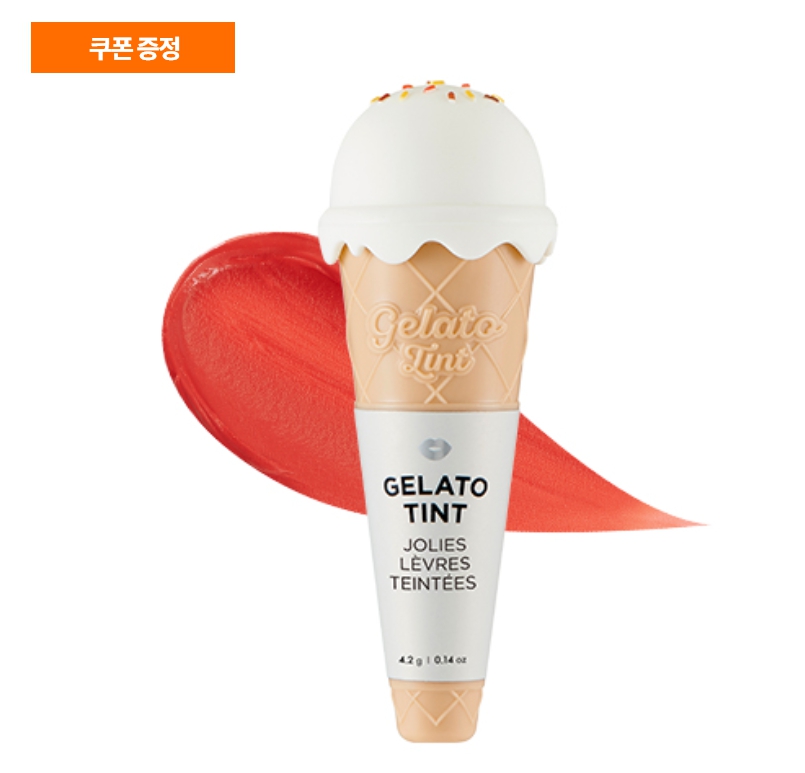 쿠폰 증정
Gelato
Tint
GELATO
TINT
JOLIES
LÈVRES
TEINTÉES
4.2 g | 0.14 oz